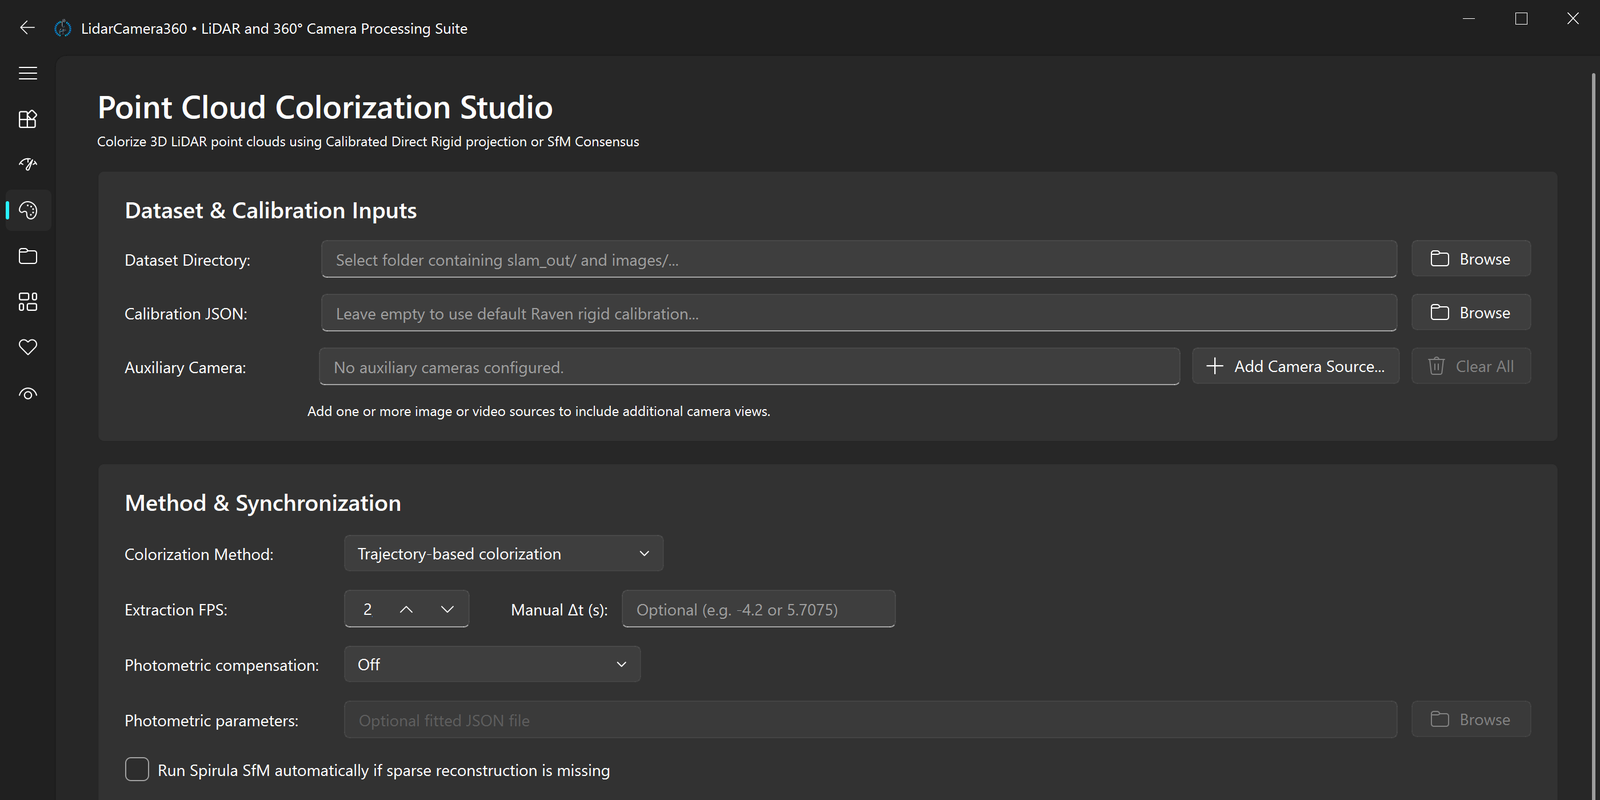 LidarCamera360 • LiDAR and 360° Camera Processing Suite
Point Cloud Colorization Studio
Colorize 3D LiDAR point clouds using Calibrated Direct Rigid projection or SfM Consensus
Dataset & Calibration Inputs
Dataset Directory: Select folder containing slam_out/ and images/... Browse
Calibration JSON: Leave empty to use default Raven rigid calibration... Browse
Auxiliary Camera: No auxiliary cameras configured. Add Camera Source... Clear All
Add one or more image or video sources to include additional camera views.
Method & Synchronization
Colorization Method: Trajectory-based colorization
Extraction FPS: 2 Manual Δt (s): Optional (e.g. -4.2 or 5.7075)
Photometric compensation: Off
Photometric parameters: Optional fitted JSON file Browse
Run Spirula SfM automatically if sparse reconstruction is missing